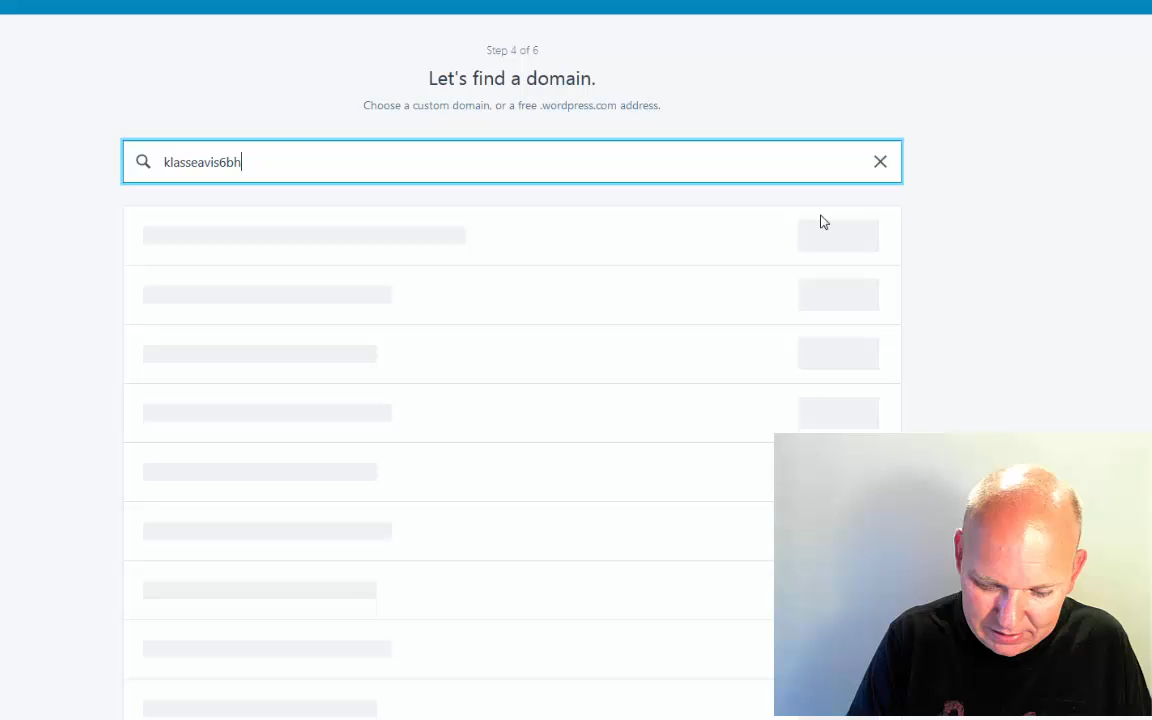 Step 4 of 6
Let's find a domain.
Choose a custom domain, or a free .wordpress.com address.
klasseavis6bh